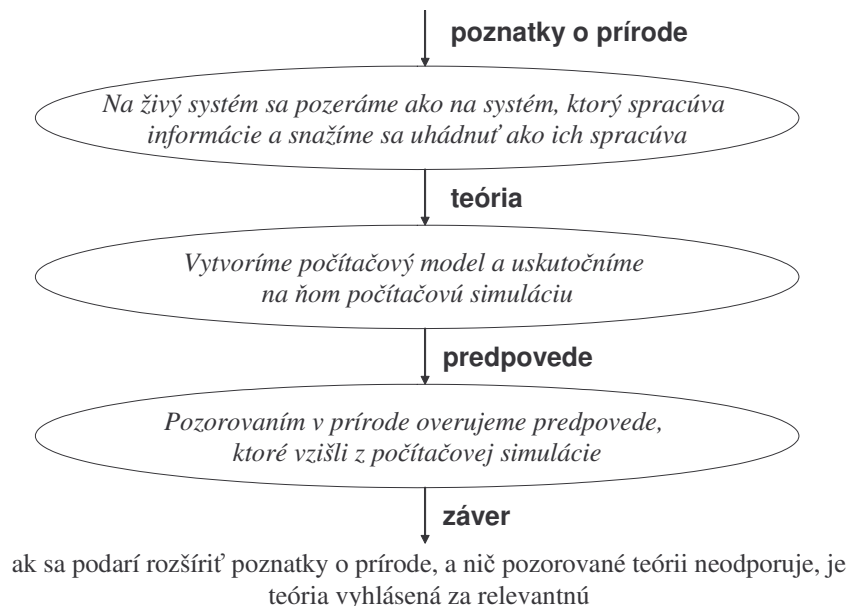 poznatky o prírode
Na živý systém sa pozeráme ako na systém, ktorý spracúva
informácie a snažíme sa uhádnuť ako ich spracúva
teória
Vytvoríme počítačový model a uskutočníme
na ňom počítačovú simuláciu
predpovede
Pozorovaním v prírode overujeme predpovede,
ktoré vzišli z počítačovej simulácie
záver
ak sa podarí rozšíriť poznatky o prírode, a nič pozorované teórii neodporuje, je
teória vyhlásená za relevantnú